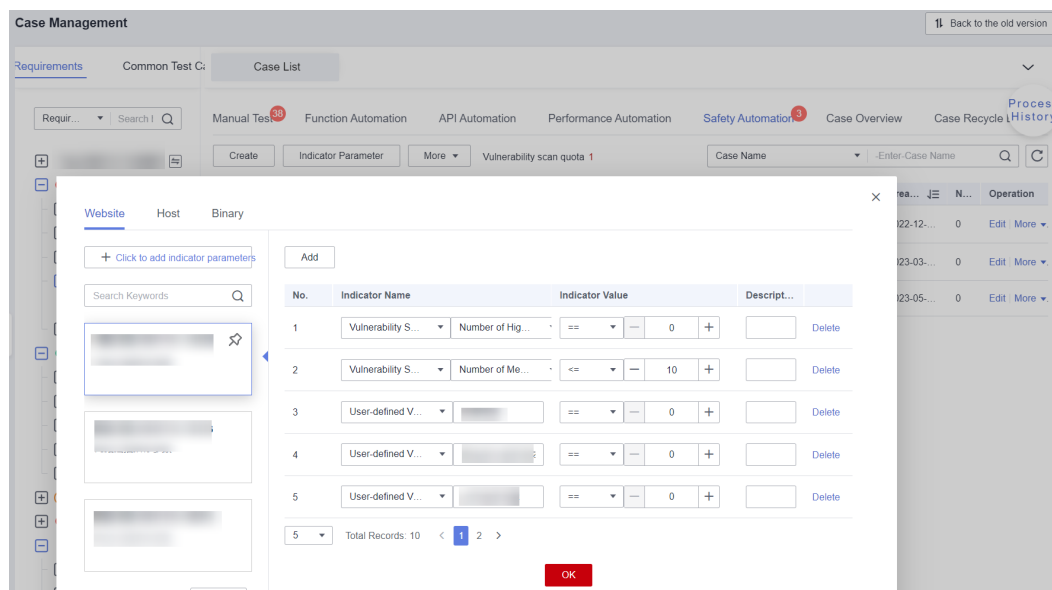 Case Management
Back to the old version
Requirements Common Test Ca Case List
Requir... Search
Manual Test 38 Function Automation API Automation Performance Automation Safety Automation 3 Case Overview Case Recycle
Process
History
Create Indicator Parameter More Vulnerability scan quota 1 Case Name -Enter-Case Name
rea... N... Operation
022-12-... 0 Edit More
023-03-... 0 Edit More
023-05-... 0 Edit More
Website Host Binary
+ Click to add indicator parameters
Search Keywords
Add
No. Indicator Name Indicator Value Descript...
1 Vulnerability S... Number of Hig... == — 0 + Delete
2 Vulnerability S... Number of Me... <= — 10 + Delete
3 User-defined V... == — 0 + Delete
4 User-defined V... == — 0 + Delete
5 User-defined V... == — 0 + Delete
5 Total Records: 10 < 1 2 >
OK